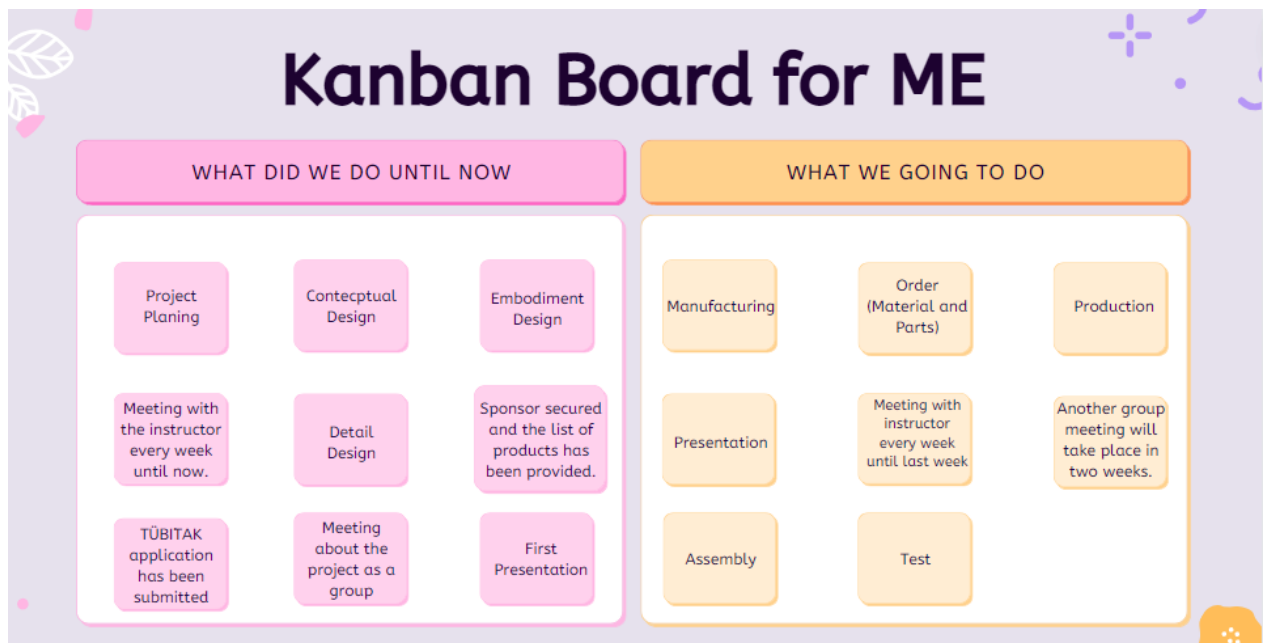 Kanban Board for ME
WHAT DID WE DO UNTIL NOW
Project
Planing
Contecptual
Design
Embodiment
Design
Meeting with
the instructor
every week
until now.
Detail
Design
Sponsor secured
and the list of
products has
been provided.
TÜBITAK
application
has been
submitted
Meeting
about the
project as a
group
First
Presentation
WHAT WE GOING TO DO
Manufacturing
Order
(Material and
Parts)
Production
Presentation
Meeting with
instructor
every week
until last week
Another group
meeting will
take place in
two weeks.
Assembly
Test